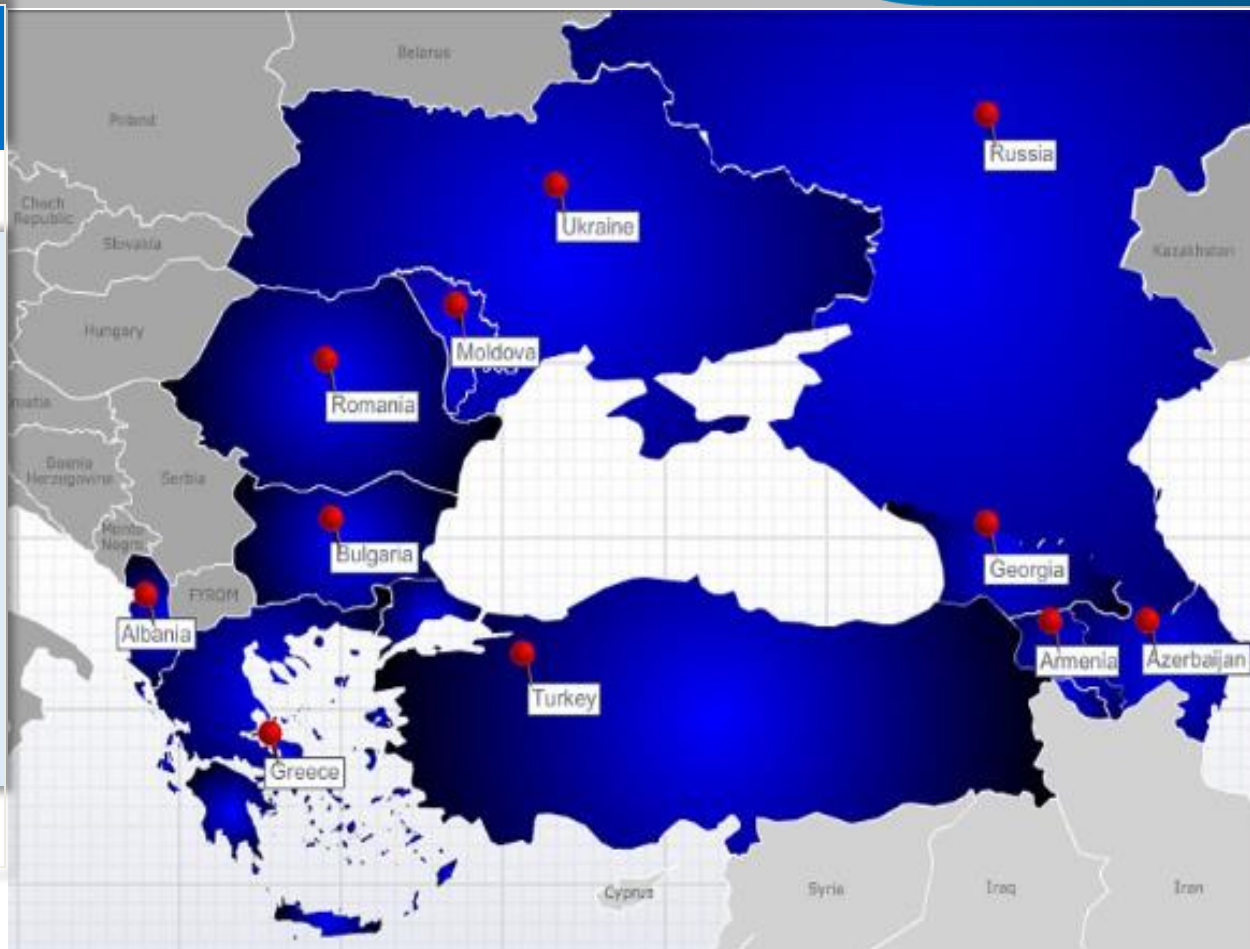 Belarus
Poland
Russia
Czech
Republic
Ukraine
Slovakia
Kazakhstan
Hungary
Moldova
Romania
Bosnia
Herzegovina
Serbia
Monte
Negro
Bulgaria
Georgia
FYROM
Albania
Armenia
Azerbaijan
Turkey
Greece
Cyprus
Syria
Iraq
Iran